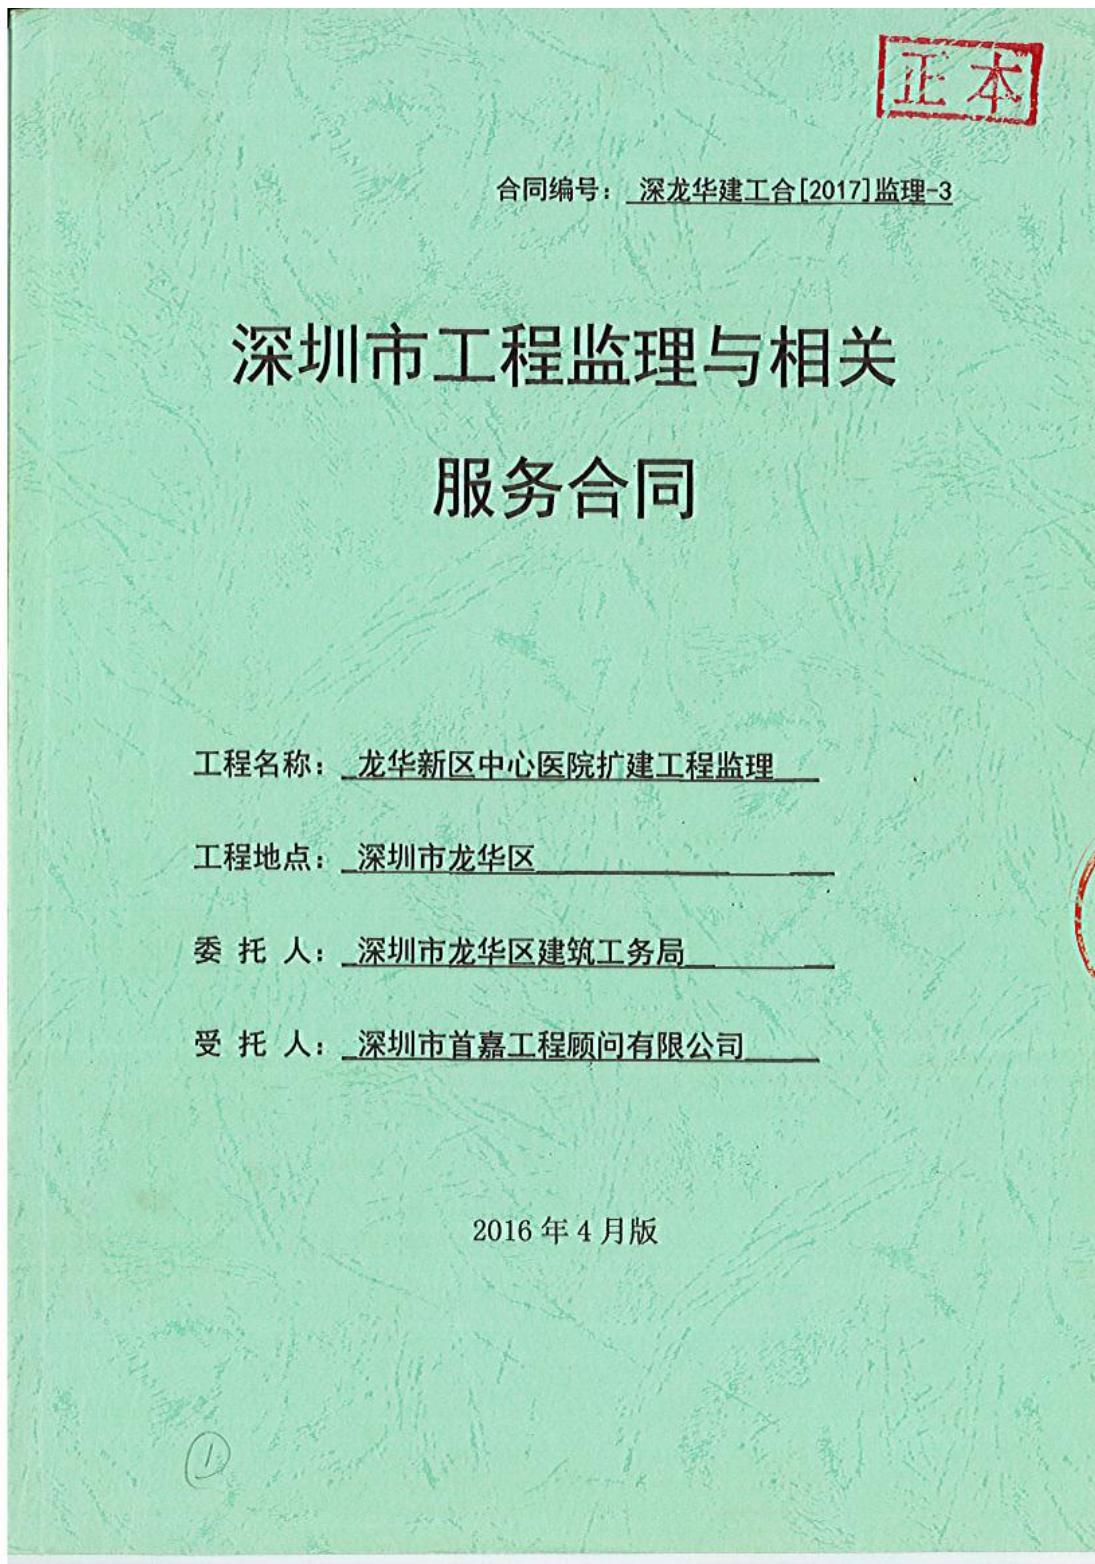 正本
合同编号： 深龙华建工合[2017]监理-3
深圳市工程监理与相关
服务合同
工程名称： 龙华新区中心医院扩建工程监理
工程地点： 深圳市龙华区
委 托 人： 深圳市龙华区建筑工务局
受 托 人： 深圳市首嘉工程顾问有限公司
2016 年 4 月版
1